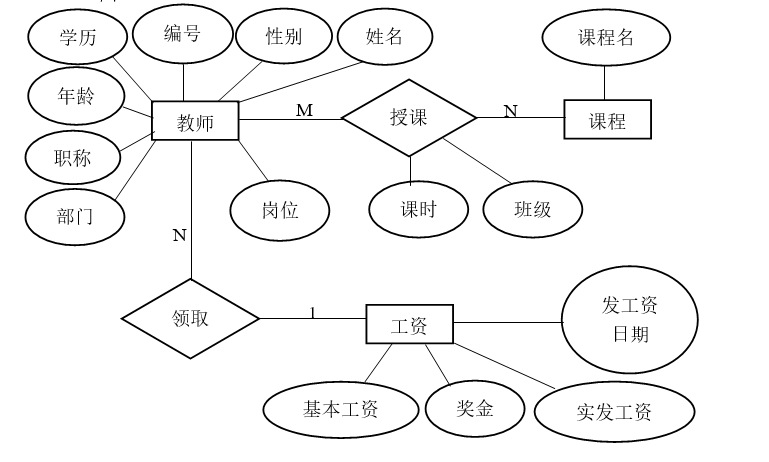 学历
编号
性别
姓名
课程名
年龄
教师
M
授课
N
课程
职称
部门
岗位
课时
班级
N
领取
1
工资
发工资
日期
基本工资
奖金
实发工资